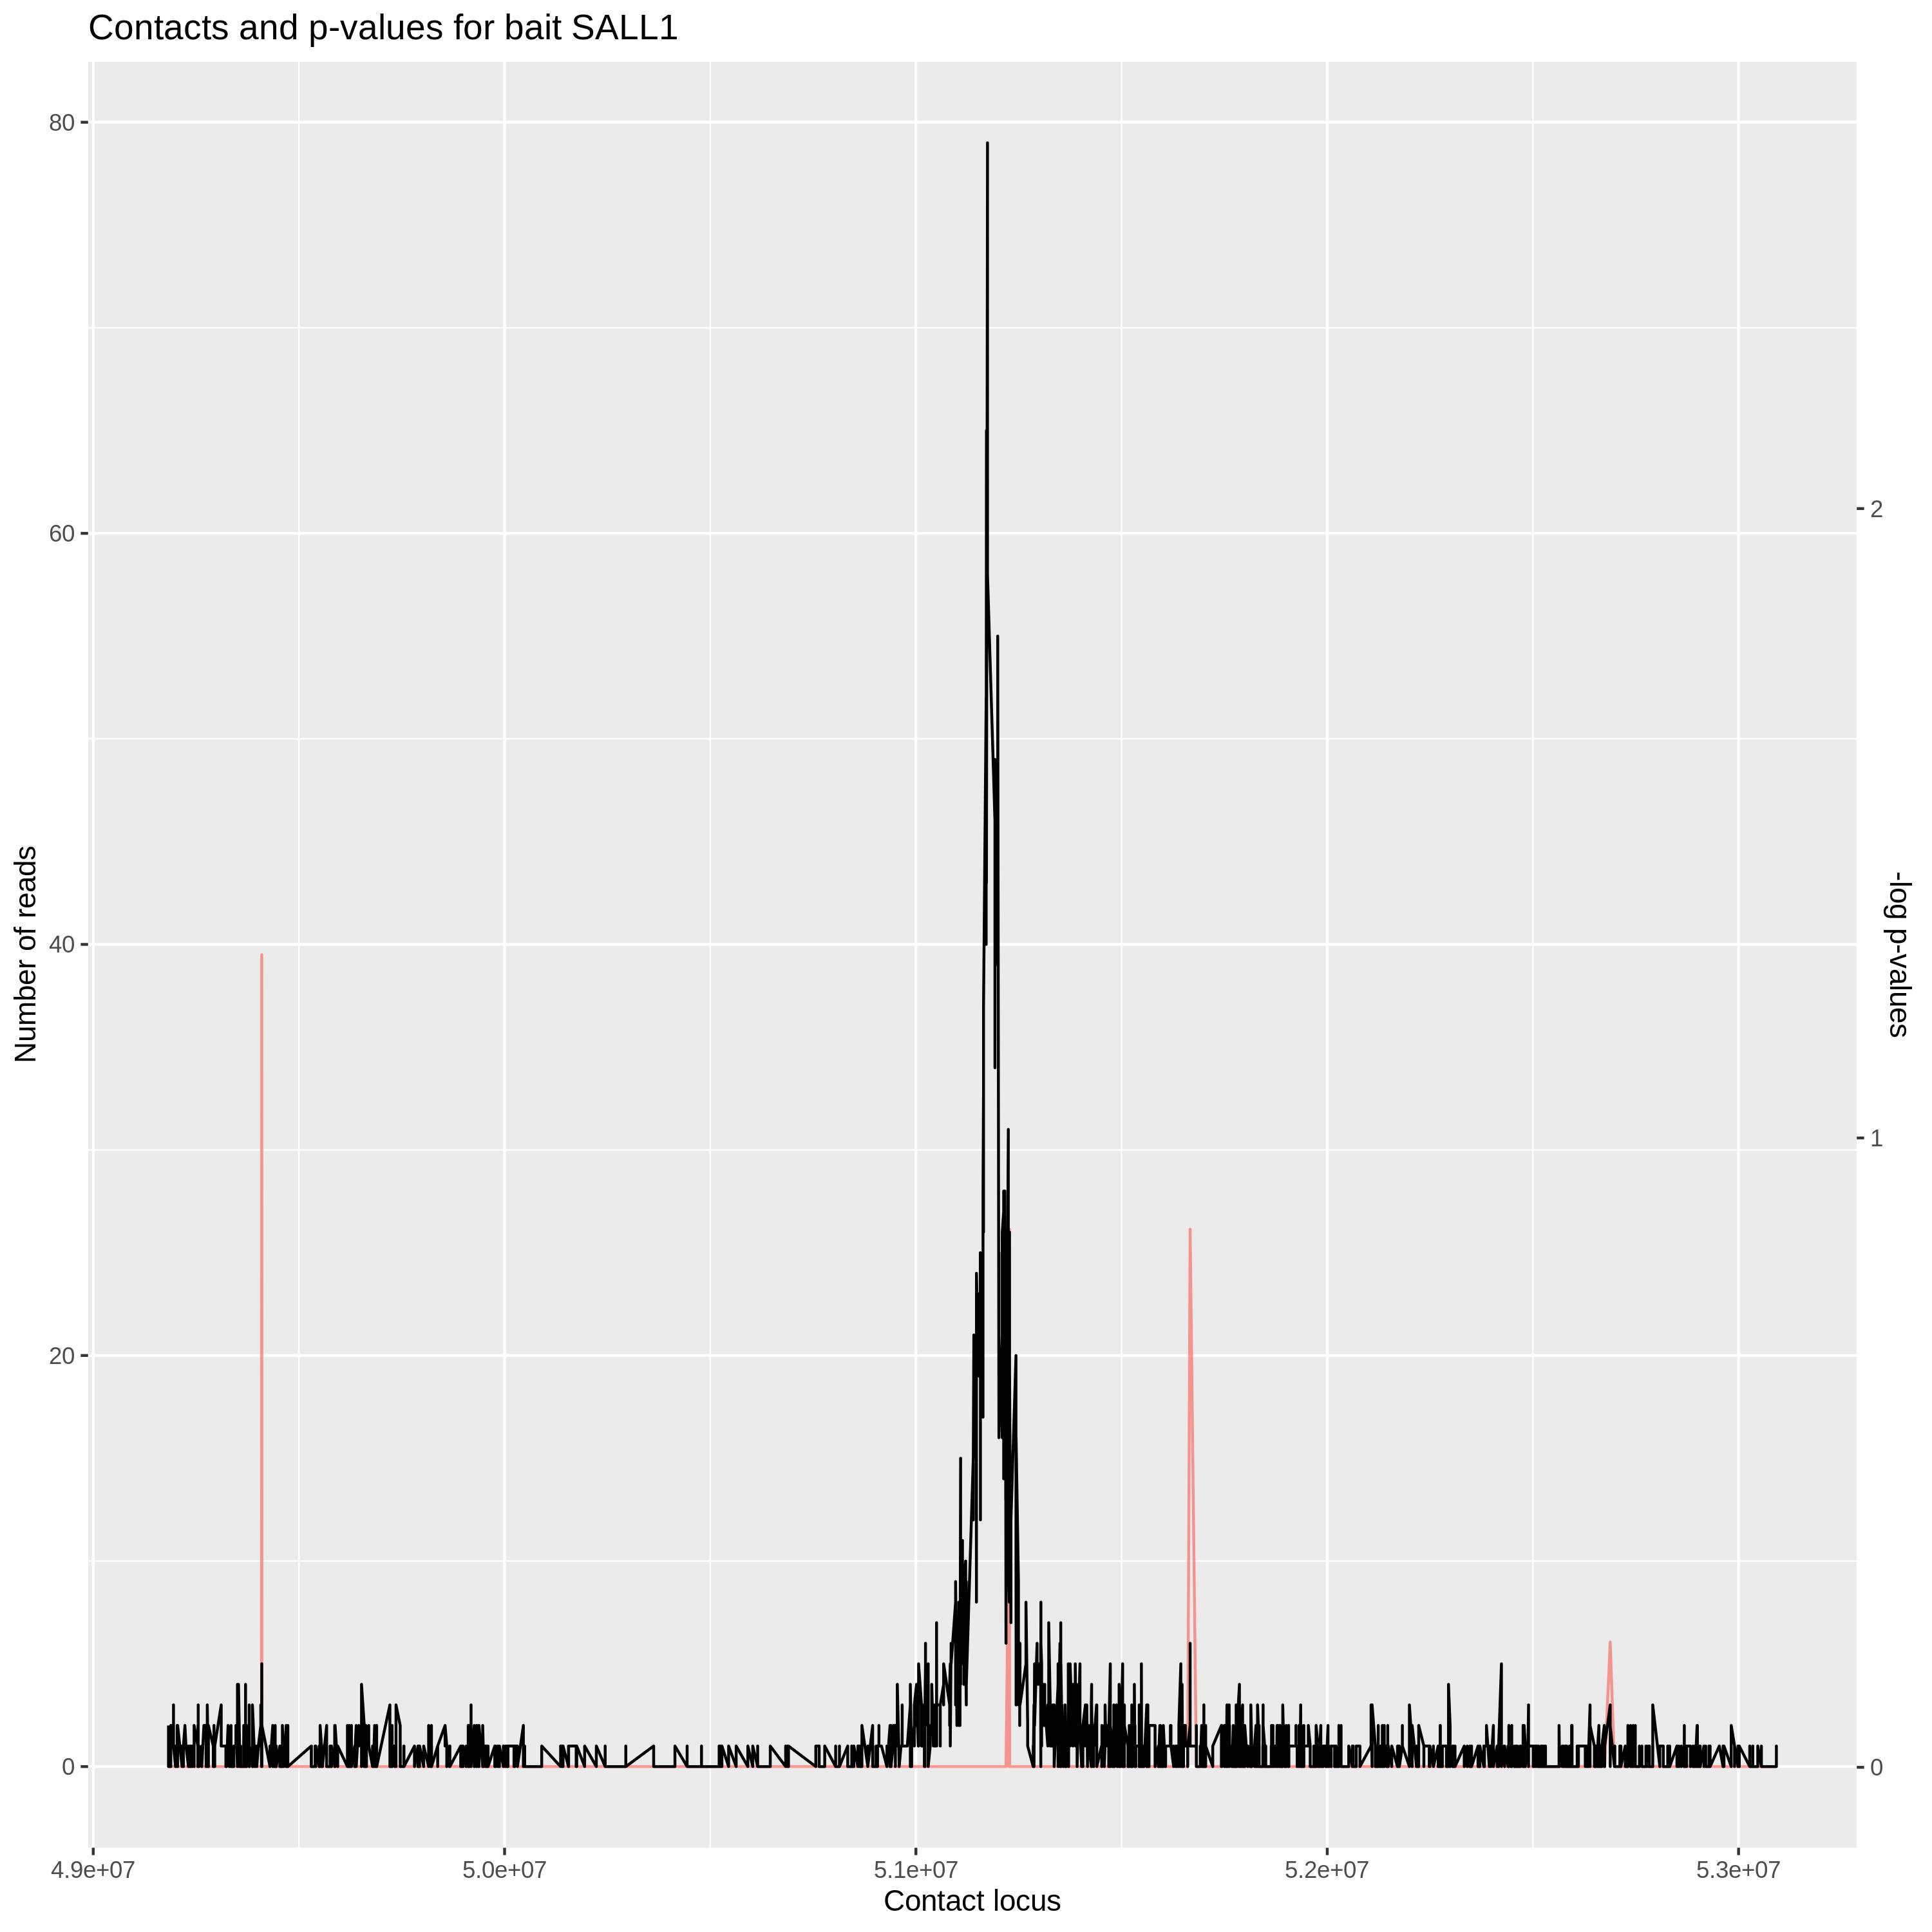 Contacts and p-values for bait SALL1
80
60
40
20
0
Number of reads
2
1
0
-log p-values
4.9e+07 5.0e+07 5.1e+07 5.2e+07 5.3e+07
Contact locus